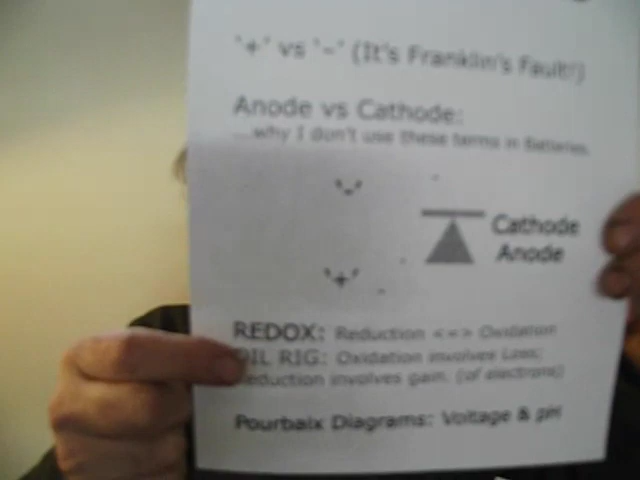 '+' vs '-' (It's Franklin's Fault!)
Anode vs Cathode:
...why I don't use these terms in Batteries.
'-'
Cathode
Anode
'+'
REDOX: Reduction <=> Oxidation
OIL RIG: Oxidation involves Loss;
Reduction involves gain. (of electrons)
Pourbaix Diagrams: Voltage & pH